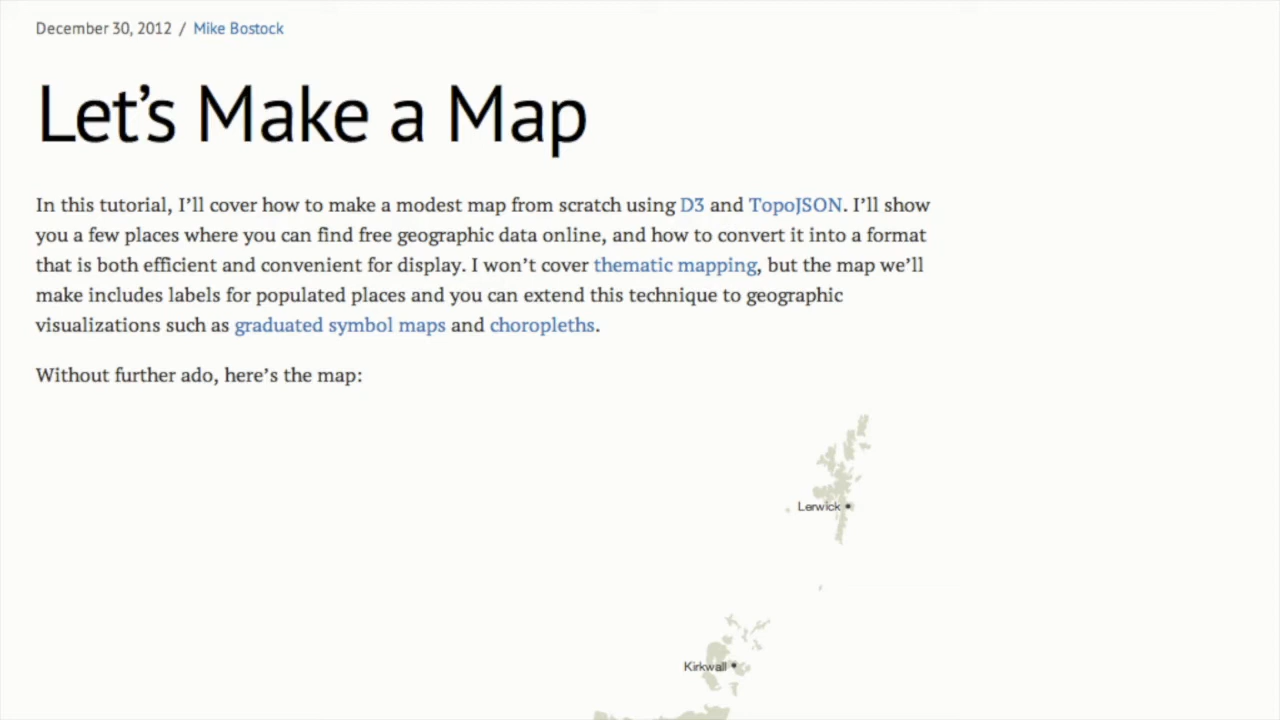 December 30, 2012 / Mike Bostock
Let’s Make a Map
In this tutorial, I’ll cover how to make a modest map from scratch using D3 and TopoJSON. I’ll show
you a few places where you can find free geographic data online, and how to convert it into a format
that is both efficient and convenient for display. I won’t cover thematic mapping, but the map we’ll
make includes labels for populated places and you can extend this technique to geographic
visualizations such as graduated symbol maps and choropleths.
Without further ado, here’s the map:
Lerwick
Kirkwall